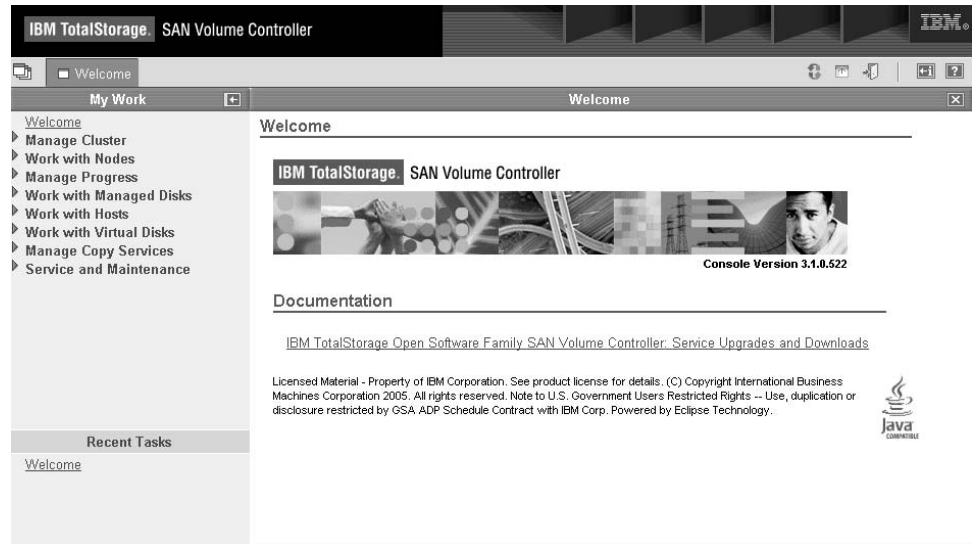 IBM TotalStorage. SAN Volume Controller
IBM
Welcome
My Work
Welcome
Welcome
Manage Cluster
Work with Nodes
Manage Progress
Work with Managed Disks
Work with Hosts
Work with Virtual Disks
Manage Copy Services
Service and Maintenance
Recent Tasks
Welcome
Welcome
IBM TotalStorage. SAN Volume Controller
Console Version 3.1.0.522
Documentation
IBM TotalStorage Open Software Family SAN Volume Controller: Service Upgrades and Downloads
Licensed Material - Property of IBM Corporation. See product license for details. (C) Copyright International Business
Machines Corporation 2005. All rights reserved. Note to U.S. Government Users Restricted Rights -- Use, duplication or
disclosure restricted by GSA ADP Schedule Contract with IBM Corp. Powered by Eclipse Technology.
Java
COMPATIBLE